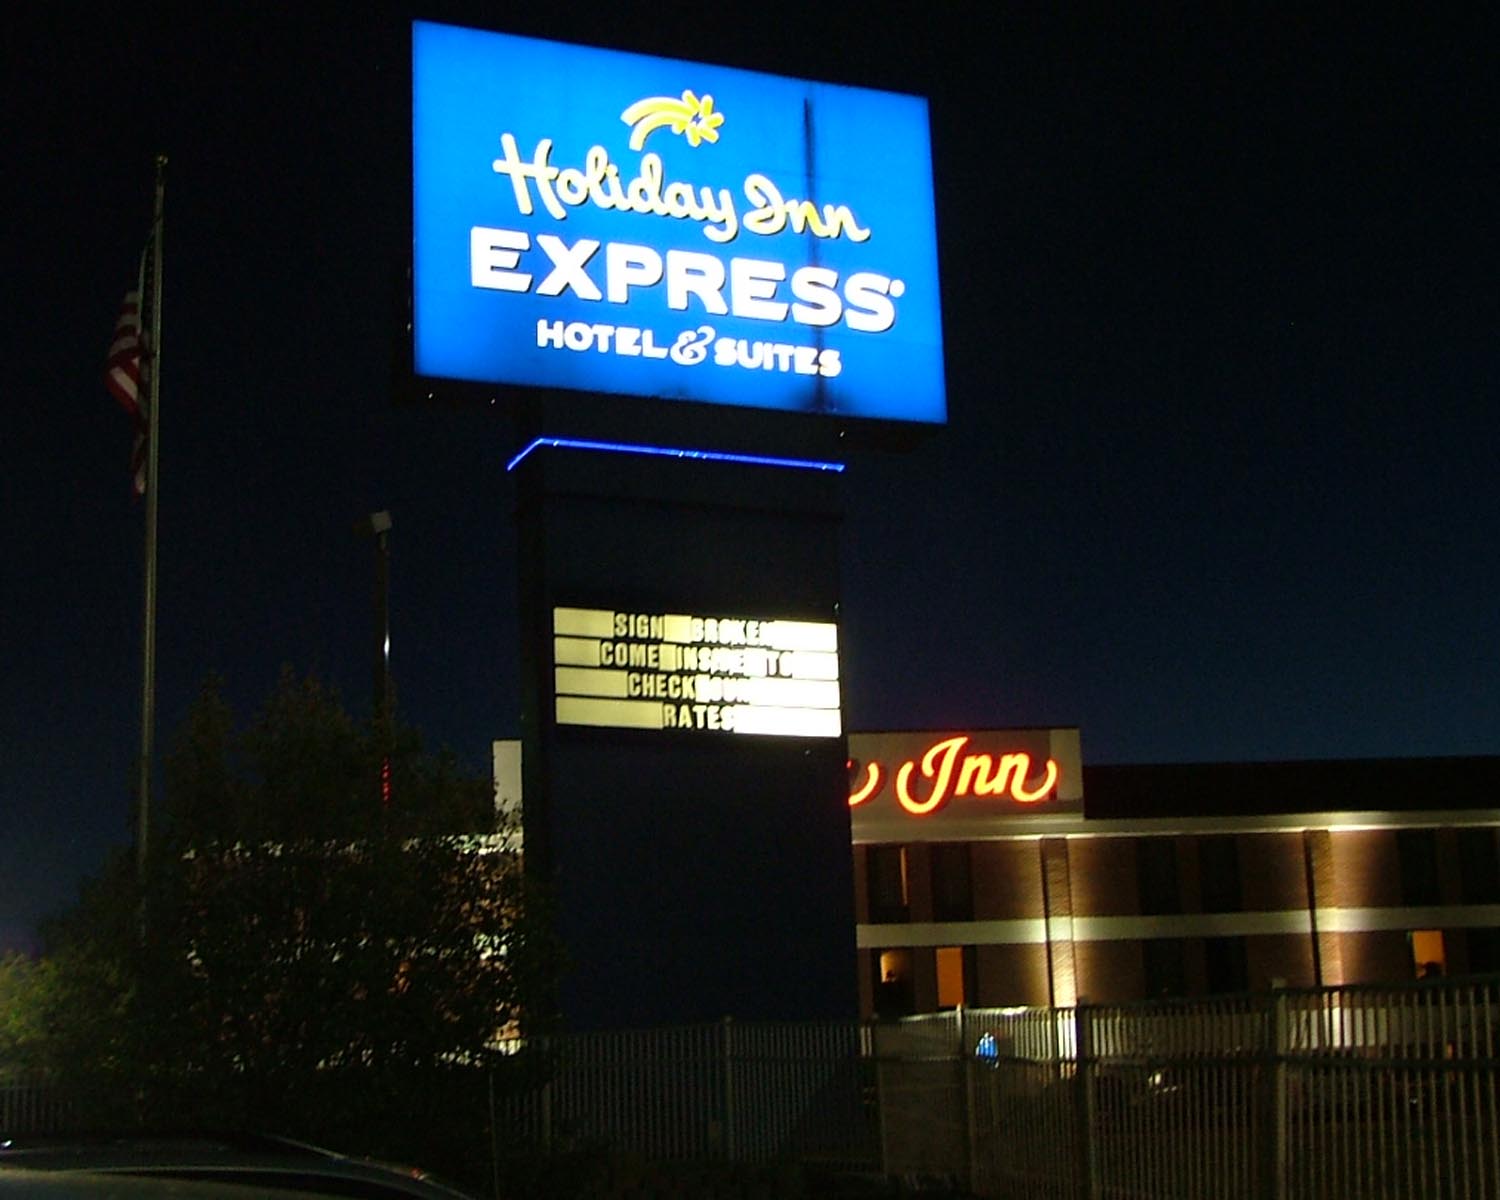 Holiday Inn
EXPRESS
HOTEL & SUITES
SIGN BROKEN
COME INSIDE TO
CHECK OUR
RATES
Inn